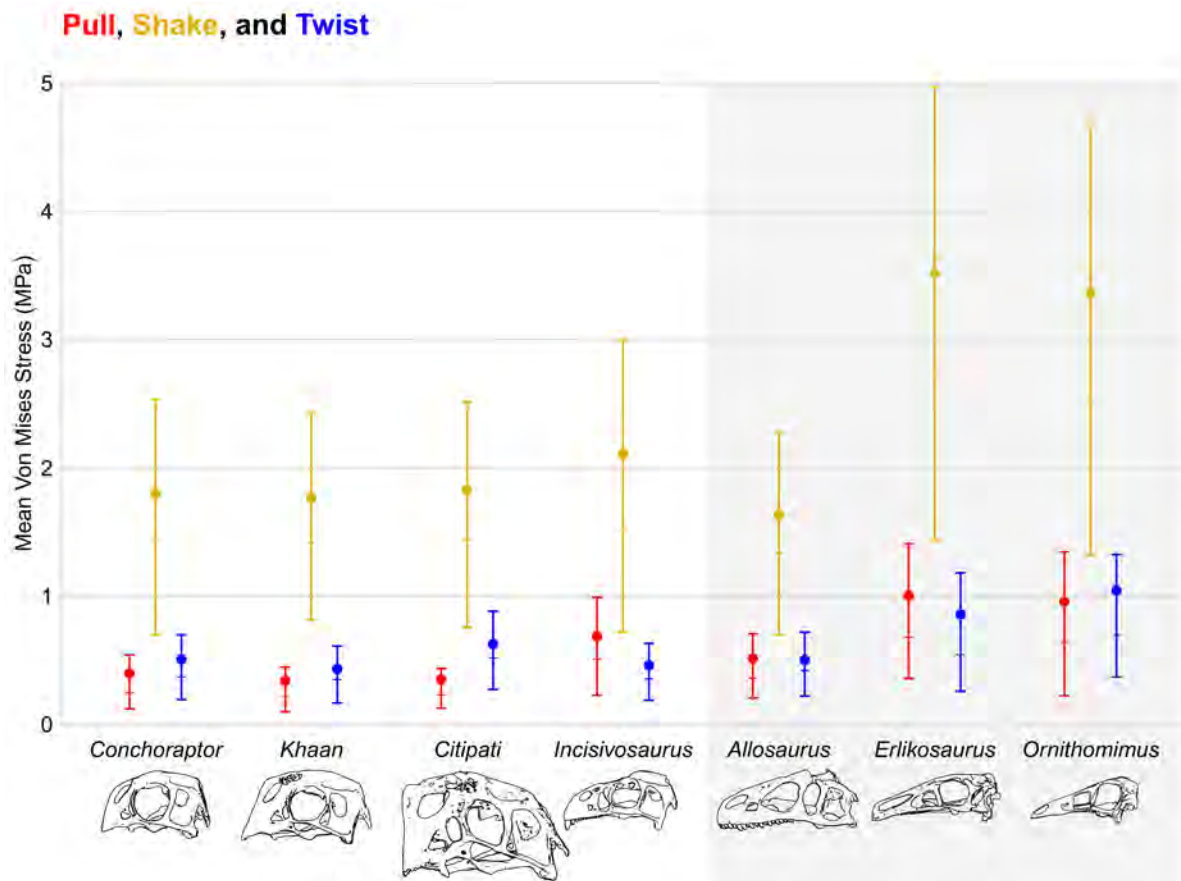 Pull, Shake, and Twist
Mean Von Mises Stress (MPa)
5
4
3
2
1
0
Conchoraptor Khaan Citipati Incisivosaurus Allosaurus Erlikosaurus Ornithomimus